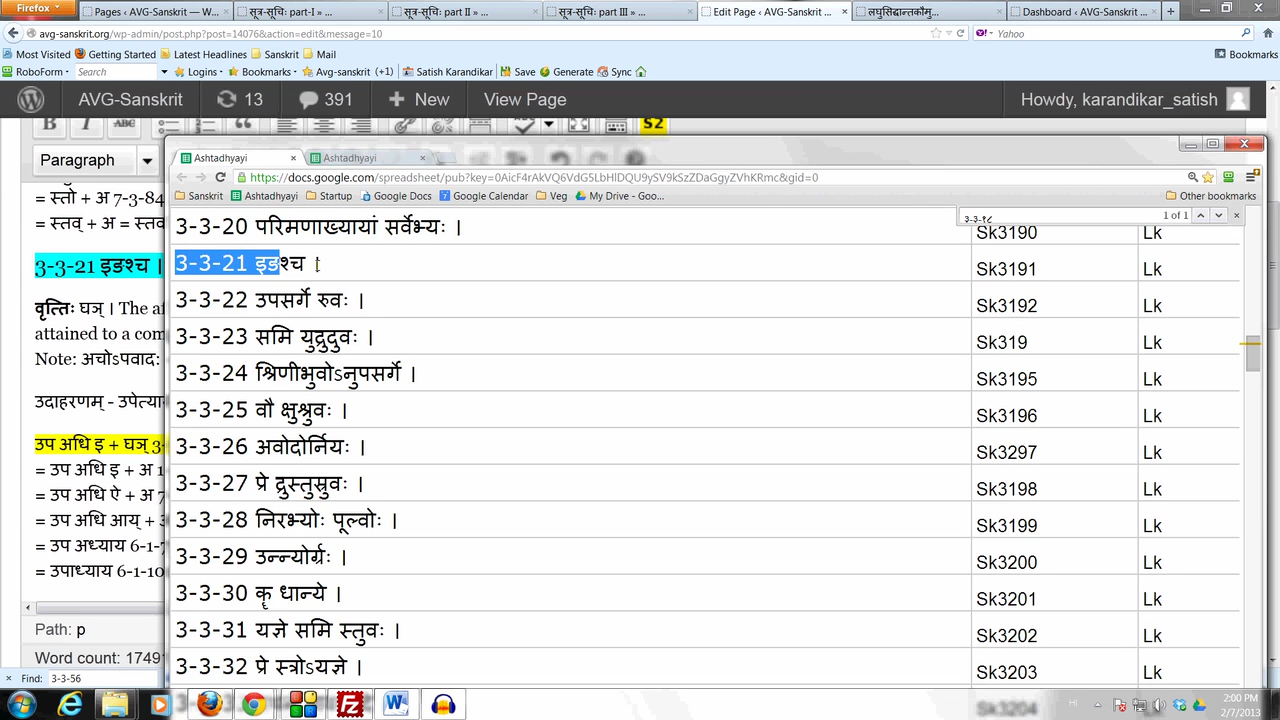 Firefox
Pages ‹ AVG-Sanskrit — W...
सूत्र-सूचिः part-I » ...
सूत्र-सूचिः part II » ...
सूत्र-सूचिः part III » ...
Edit Page ‹ AVG-Sanskrit ...
लघुसिद्धान्तकौमु...
Dashboard ‹ AVG-Sanskrit ...
avg-sanskrit.org/wp-admin/post.php?post=14076&action=edit&message=10
Yahoo
Most Visited Getting Started Latest Headlines Sanskrit Mail
Bookmarks
RoboForm Search Logins Bookmarks Avg-sanskrit (+1) Satish Karandikar Save Generate Sync
AVG-Sanskrit 13 391 New View Page
Howdy, karandikar_satish
B I ABC S2
Paragraph
Ashtadhyayi
Ashtadhyayi
https://docs.google.com/spreadsheet/pub?key=0AicF4rAkVQ6VdG5LbHlDQU9ySV9kSzZDaGgyZVhKRmc&gid=0
Sanskrit Ashtadhyayi Startup Google Docs Google Calendar Veg My Drive - Goo...
Other bookmarks
1 of 1
= स्तो + अ 7-3-84
= स्तव् + अ = स्तव
3-3-21 इङश्च ।
वृत्तिः घञ् । The af
attained to a com
Note: अचोऽपवादः
उदाहरणम् - उपेत्या
उप अधि इ + घञ् 3-
= उप अधि इ + अ 1
= उप अधि ऐ + अ 7
= उप अधि आय् + अ
= उप अध्याय 6-1-7
= उपाध्याय 6-1-10
3-3-20 परिमणाख्यायां सर्वेभ्यः । Sk3190 Lk
3-3-21 इङश्च । Sk3191 Lk
3-3-22 उपसर्गे रुवः । Sk3192 Lk
3-3-23 समि युद्रुदुवः । Sk319 Lk
3-3-24 श्रिणीभुवोऽनुपसर्गे । Sk3195 Lk
3-3-25 वौ क्षुश्रुवः । Sk3196 Lk
3-3-26 अवोदोर्नियः । Sk3297 Lk
3-3-27 प्रे द्रुस्तुस्रुवः । Sk3198 Lk
3-3-28 निरभ्योः पूल्वोः । Sk3199 Lk
3-3-29 उन्न्योर्ग्रः । Sk3200 Lk
3-3-30 कॄ धान्ये । Sk3201 Lk
3-3-31 यज्ञे समि स्तुवः । Sk3202 Lk
3-3-32 प्रे स्त्रोऽयज्ञे । Sk3203 Lk
Sk3204
Path: p
Word count: 1749
Find: 3-3-56
2:00 PM
2/7/2013